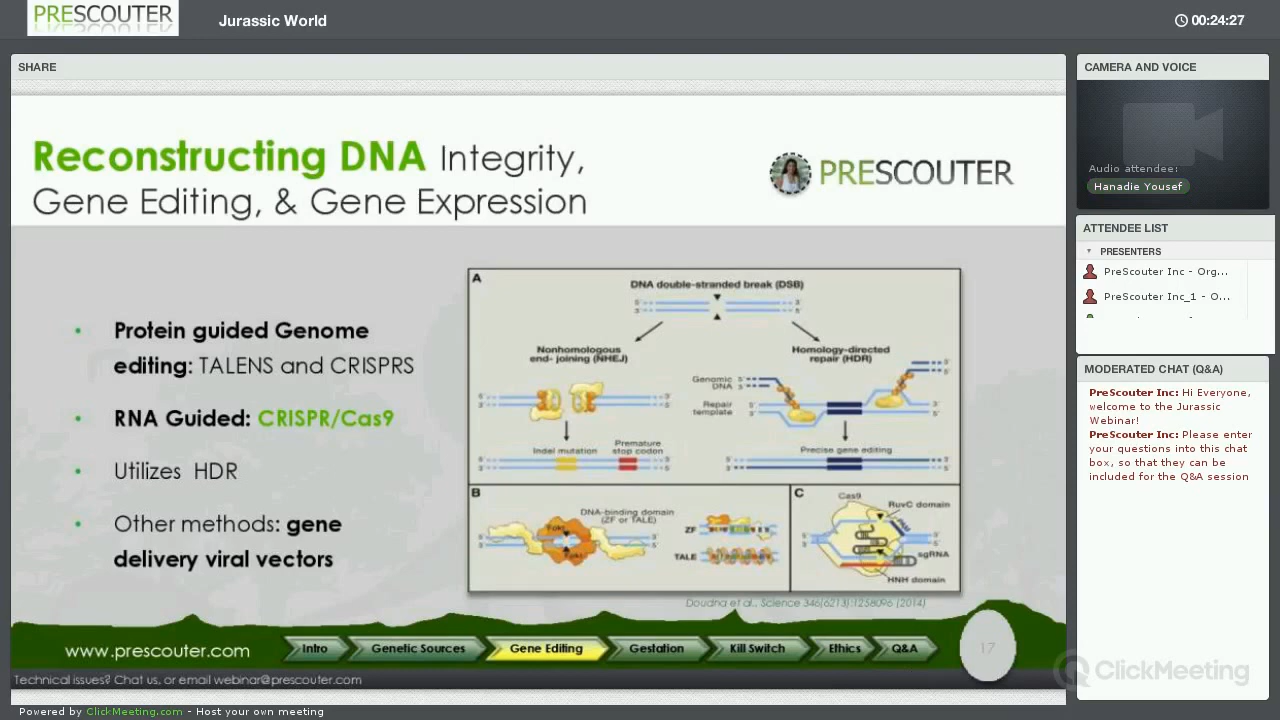 PRESCOUTER
Jurassic World
00:24:27
SHARE
Reconstructing DNA Integrity,
Gene Editing, & Gene Expression
PRESCOUTER
• Protein guided Genome
editing: TALENS and CRISPRS
• RNA Guided: CRISPR/Cas9
• Utilizes HDR
• Other methods: gene
delivery viral vectors
A
DNA double-stranded break (DSB)
Nonhomologous
end- joining (NHEJ)
Homology-directed
repair (HDR)
Genomic
DNA
Repair
template
Indel mutation
Premature
stop codon
Precise gene editing
B
DNA-binding domain
(ZF or TALE)
FokI
FokI
ZF
TALE
C
Cas9
RuvC domain
PAM
sgRNA
HNH domain
Doudna et al., Science 346(6213):1258096 (2014)
www.prescouter.com
Intro
Genetic Sources
Gene Editing
Gestation
Kill Switch
Ethics
Q&A
17
Technical issues? Chat us, or email webinar@prescouter.com
Powered by ClickMeeting.com - Host your own meeting
CAMERA AND VOICE
Audio attendee:
Hanadie Yousef
ATTENDEE LIST
PRESENTERS
PreScouter Inc - Org...
PreScouter Inc_1 - O...
MODERATED CHAT (Q&A)
PreScouter Inc: Hi Everyone,
welcome to the Jurassic
Webinar!
PreScouter Inc: Please enter
your questions into this chat
box, so that they can be
included for the Q&A session
ClickMeeting